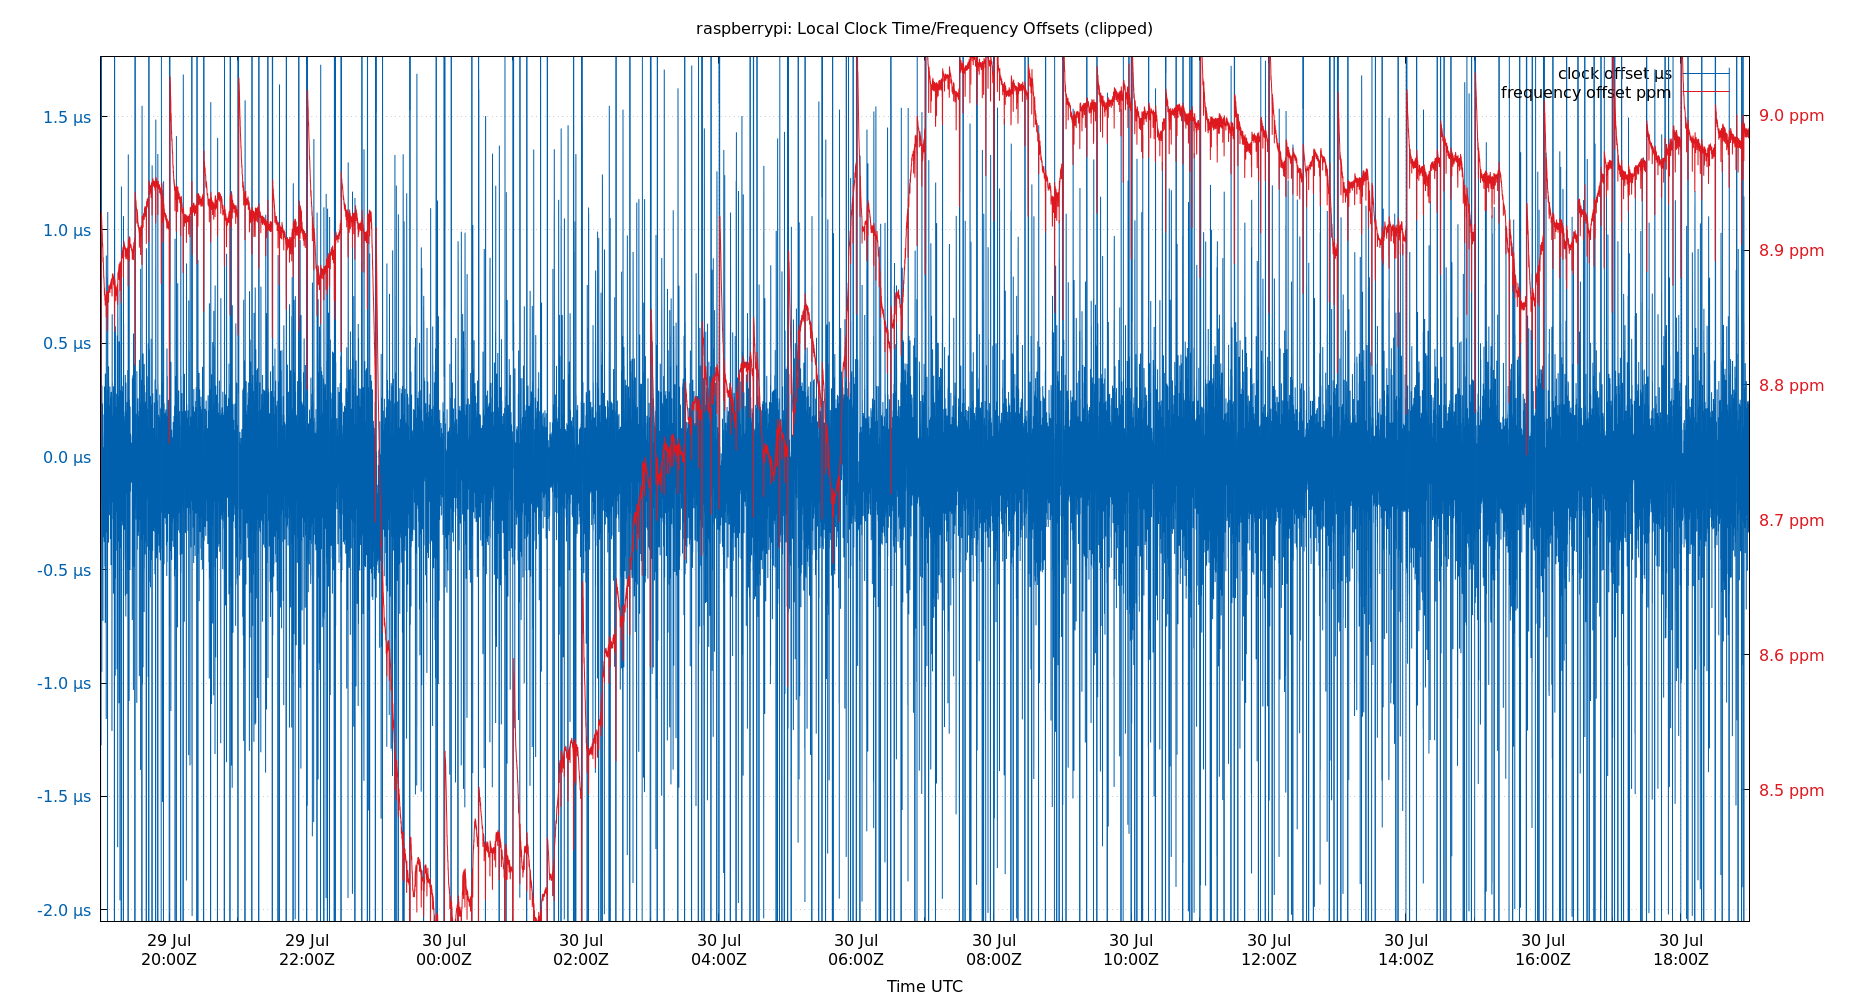 raspberrypi: Local Clock Time/Frequency Offsets (clipped)
clock offset µs
frequency offset ppm
1.5 µs
1.0 µs
0.5 µs
0.0 µs
-0.5 µs
-1.0 µs
-1.5 µs
-2.0 µs
9.0 ppm
8.9 ppm
8.8 ppm
8.7 ppm
8.6 ppm
8.5 ppm
29 Jul
20:00Z
29 Jul
22:00Z
30 Jul
00:00Z
30 Jul
02:00Z
30 Jul
04:00Z
30 Jul
06:00Z
30 Jul
08:00Z
30 Jul
10:00Z
30 Jul
12:00Z
30 Jul
14:00Z
30 Jul
16:00Z
30 Jul
18:00Z
Time UTC